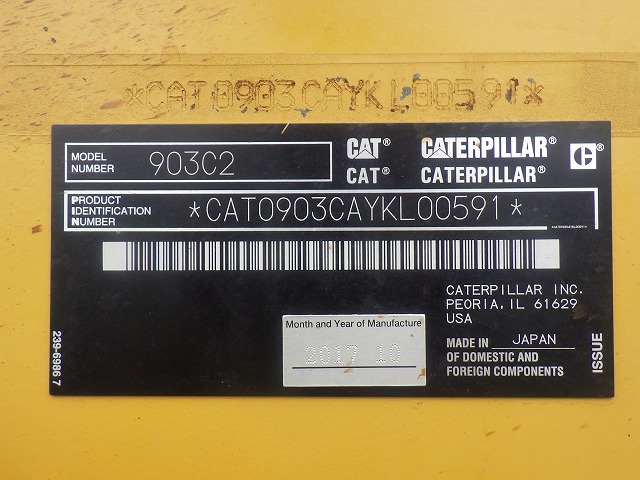 *CAT0903CAYKL00591*
MODEL NUMBER 903C2
CAT® CATERPILLAR® C®
CAT® CATERPILLAR®
PRODUCT IDENTIFICATION NUMBER *CAT0903CAYKL00591*
*CAT0903CAYKL00591*
CATERPILLAR INC.
PEORIA, IL 61629
USA
Month and Year of Manufacture
2017 10
MADE IN JAPAN
OF DOMESTIC AND
FOREIGN COMPONENTS
239-6986 7
ISSUE